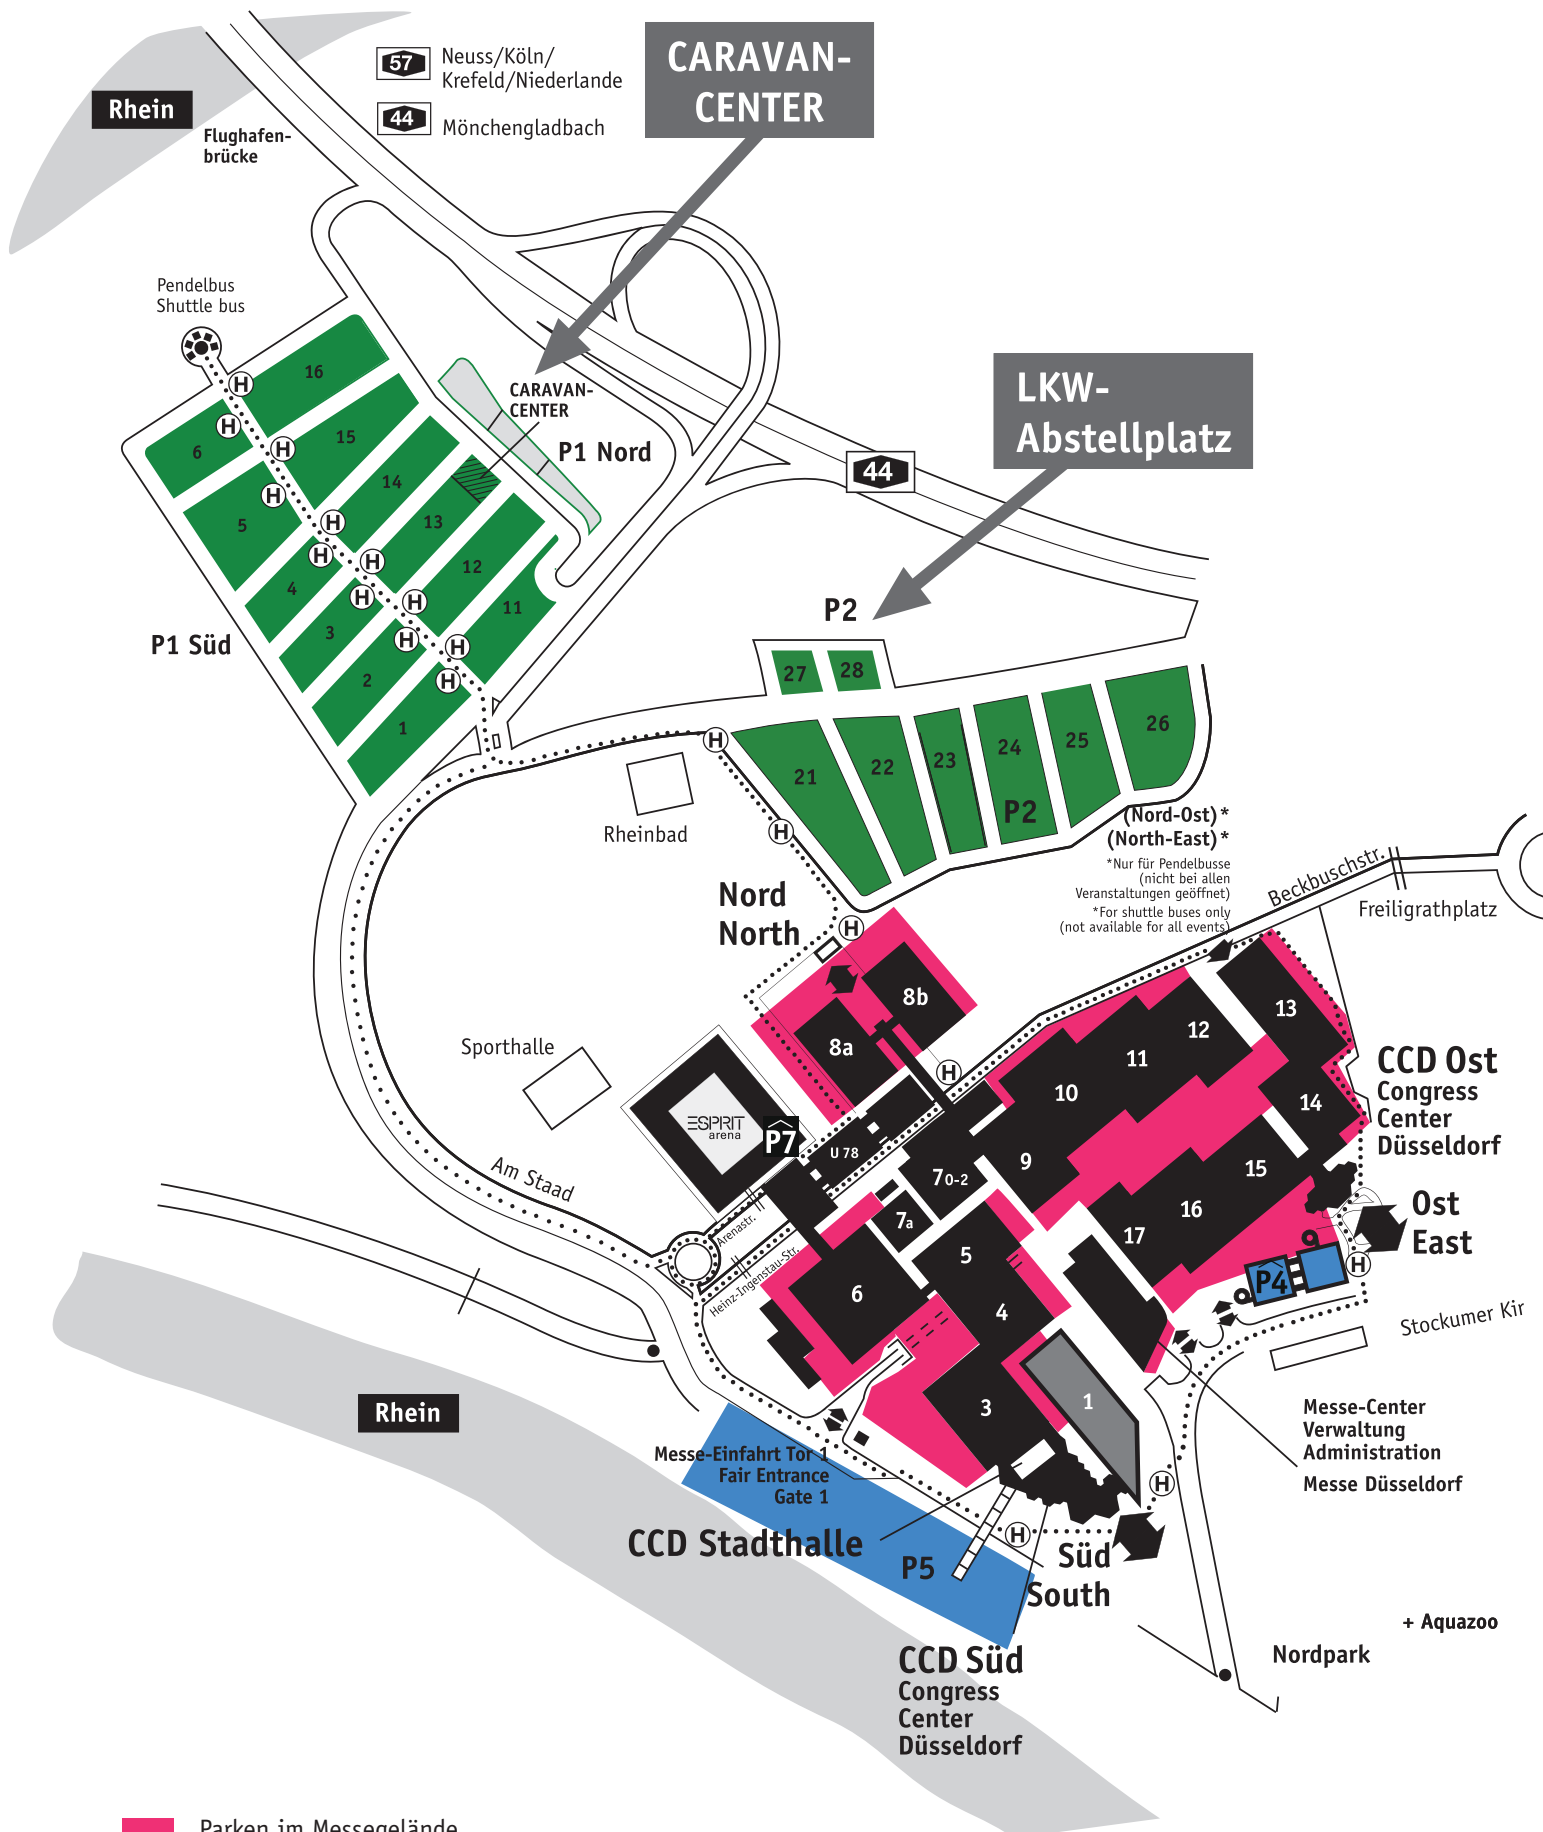 57
Neuss/Köln/
Krefeld/Niederlande
44
Mönchengladbach
CARAVAN-
CENTER
Rhein
Flughafen-
brücke
Pendelbus
Shuttle bus
LKW-
Abstellplatz
CARAVAN-
CENTER
P1 Nord
44
16
15
14
13
12
11
6
5
4
3
2
1
H
H
H
H
H
H
H
H
H
H
H
H
P1 Süd
P2
27
28
21
22
23
24
25
26
P2
H
H
Rheinbad
(Nord-Ost)*
(North-East)*
*Nur für Pendelbusse
(nicht bei allen
Veranstaltungen geöffnet)
*For shuttle buses only
(not available for all events)
Beckbuschstr.
Freiligrathplatz
Nord
North
H
8b
8a
H
Sporthalle
ESPRIT
arena
P7
U 78
70-2
7a
9
10
11
12
13
14
15
16
17
CCD Ost
Congress
Center
Düsseldorf
Ost
East
H
P4
Am Staad
Arenastr.
Heinz-Ingenstau-Str.
6
5
4
3
1
Stockumer Kir
Rhein
Messe-Einfahrt Tor 1
Fair Entrance
Gate 1
Messe-Center
Verwaltung
Administration
Messe Düsseldorf
H
H
CCD Stadthalle
P5
Süd
South
CCD Süd
Congress
Center
Düsseldorf
+ Aquazoo
Nordpark
Parken im Messegelände